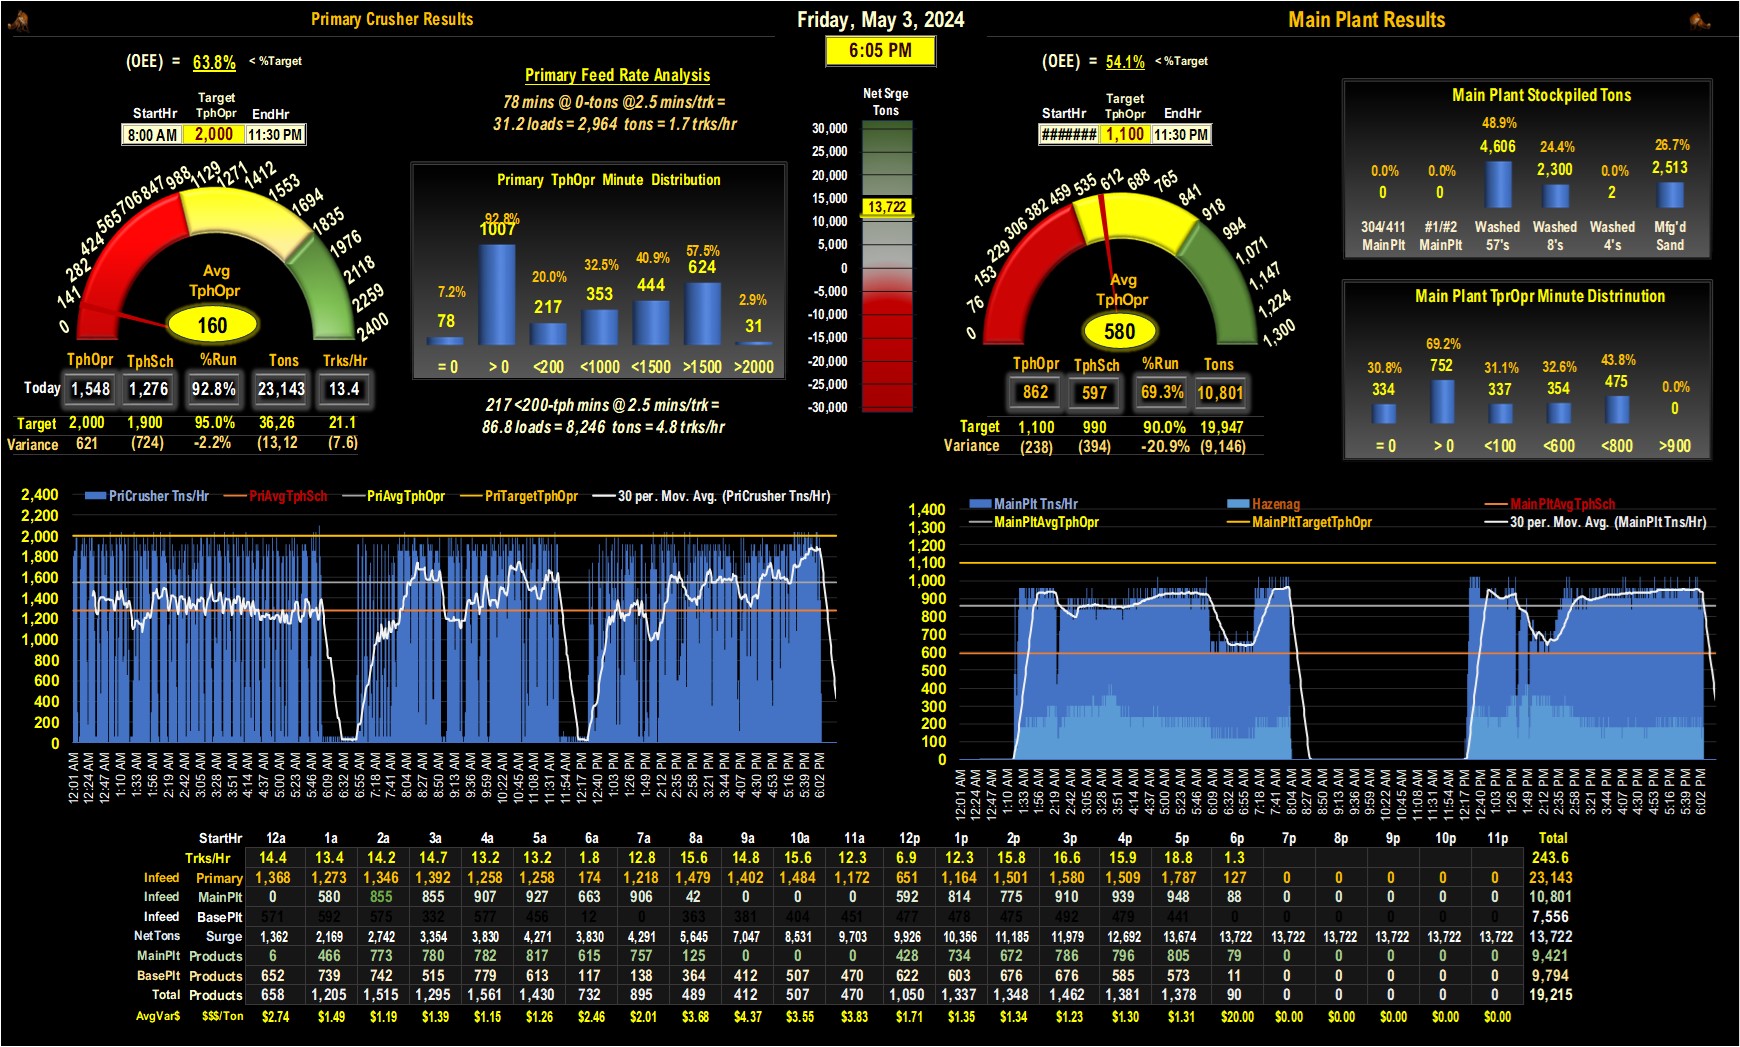 Primary Crusher Results
Friday, May 3, 2024
Main Plant Results
6:05 PM
(OEE) = 63.8% < %Target
StartHr Target TphOpr EndHr
8:00 AM 2,000 11:30 PM
0 141 282 424 565 706 847 988 1129 1271 1412 1553 1694 1835 1976 2118 2259 2400
Avg
TphOpr
160
TphOpr TphSch %Run Tons Trks/Hr
Today 1,548 1,276 92.8% 23,143 13.4
Target 2,000 1,900 95.0% 36,26 21.1
Variance 621 (724) -2.2% (13,12 (7.6)
Primary Feed Rate Analysis
78 mins @ 0-tons @2.5 mins/trk =
31.2 loads = 2,964 tons = 1.7 trks/hr
Primary TphOpr Minute Distribution
7.2% 92.8% 20.0% 32.5% 40.9% 57.5% 2.9%
78 1007 217 353 444 624 31
= 0 > 0 <200 <1000 <1500 >1500 >2000
217 <200-tph mins @ 2.5 mins/trk =
86.8 loads = 8,246 tons = 4.8 trks/hr
Net Srge
Tons
30,000
25,000
20,000
15,000
13,722
10,000
5,000
0
-5,000
-10,000
-15,000
-20,000
-25,000
-30,000
(OEE) = 54.1% < %Target
StartHr Target TphOpr EndHr
####### 1,100 11:30 PM
0 76 153 229 306 382 459 535 612 688 765 841 918 994 1,071 1,147 1,224 1,300
Avg
TphOpr
580
TphOpr TphSch %Run Tons
862 597 69.3% 10,801
Target 1,100 990 90.0% 19,947
Variance (238) (394) -20.9% (9,146)
Main Plant Stockpiled Tons
0.0% 0.0% 48.9% 24.4% 0.0% 26.7%
0 0 4,606 2,300 2 2,513
304/411 #1/#2 Washed Washed Washed Mfg'd
MainPlt MainPlt 57's 8's 4's Sand
Main Plant TprOpr Minute Distrinution
30.8% 69.2% 31.1% 32.6% 43.8% 0.0%
334 752 337 354 475 0
= 0 > 0 <100 <600 <800 >900
PriCrusher Tns/Hr PriAvgTphSch PriAvgTphOpr PriTargetTphOpr 30 per. Mov. Avg. (PriCrusher Tns/Hr)
2,400
2,200
2,000
1,800
1,600
1,400
1,200
1,000
800
600
400
200
0
12:01 AM 12:24 AM 12:47 AM 1:10 AM 1:33 AM 1:56 AM 2:19 AM 2:42 AM 3:05 AM 3:28 AM 3:51 AM 4:14 AM 4:37 AM 5:00 AM 5:23 AM 5:46 AM 6:09 AM 6:32 AM 6:55 AM 7:18 AM 7:41 AM 8:04 AM 8:27 AM 8:50 AM 9:13 AM 9:36 AM 9:59 AM 10:22 AM 10:45 AM 11:08 AM 11:31 AM 11:54 AM 12:17 PM 12:40 PM 1:03 PM 1:26 PM 1:49 PM 2:12 PM 2:35 PM 2:58 PM 3:21 PM 3:44 PM 4:07 PM 4:30 PM 4:53 PM 5:16 PM 5:39 PM 6:02 PM
MainPlt Tns/Hr Hazenag MainPltAvgTphSch
MainPltAvgTphOpr MainPltTargetTphOpr 30 per. Mov. Avg. (MainPlt Tns/Hr)
1,400
1,300
1,200
1,100
1,000
900
800
700
600
500
400
300
200
100
0
12:01 AM 12:24 AM 12:47 AM 1:10 AM 1:33 AM 1:56 AM 2:19 AM 2:42 AM 3:05 AM 3:28 AM 3:51 AM 4:14 AM 4:37 AM 5:00 AM 5:23 AM 5:46 AM 6:09 AM 6:32 AM 6:55 AM 7:18 AM 7:41 AM 8:04 AM 8:27 AM 8:50 AM 9:13 AM 9:36 AM 9:59 AM 10:22 AM 10:45 AM 11:08 AM 11:31 AM 11:54 AM 12:17 PM 12:40 PM 1:03 PM 1:26 PM 1:49 PM 2:12 PM 2:35 PM 2:58 PM 3:21 PM 3:44 PM 4:07 PM 4:30 PM 4:53 PM 5:16 PM 5:39 PM 6:02 PM
StartHr 12a 1a 2a 3a 4a 5a 6a 7a 8a 9a 10a 11a 12p 1p 2p 3p 4p 5p 6p 7p 8p 9p 10p 11p Total
Trks/Hr 14.4 13.4 14.2 14.7 13.2 13.2 1.8 12.8 15.6 14.8 15.6 12.3 6.9 12.3 15.8 16.6 15.9 18.8 1.3 243.6
Infeed Primary 1,368 1,273 1,346 1,392 1,258 1,258 174 1,218 1,479 1,402 1,484 1,172 651 1,164 1,501 1,580 1,509 1,787 127 0 0 0 0 0 23,143
Infeed MainPlt 0 580 855 855 907 927 663 906 42 0 0 0 592 814 775 910 939 948 88 0 0 0 0 0 10,801
Infeed BasePlt 571 592 575 332 577 456 12 0 363 381 404 451 477 478 475 492 479 441 0 0 0 0 0 0 7,556
NetTons Surge 1,362 2,169 2,742 3,354 3,830 4,271 3,830 4,291 5,645 7,047 8,531 9,703 9,926 10,356 11,185 11,979 12,692 13,674 13,722 13,722 13,722 13,722 13,722 13,722 13,722
MainPlt Products 6 466 773 780 782 817 615 757 125 0 0 0 428 734 672 786 796 805 79 0 0 0 0 0 9,421
BasePlt Products 652 739 742 515 779 613 117 138 364 412 507 470 622 603 676 676 585 573 11 0 0 0 0 0 9,794
Total Products 658 1,205 1,515 1,295 1,561 1,430 732 895 489 412 507 470 1,050 1,337 1,348 1,462 1,381 1,378 90 0 0 0 0 0 19,215
AvgVar$ $$$/Ton $2.74 $1.49 $1.19 $1.39 $1.15 $1.26 $2.46 $2.01 $3.68 $4.37 $3.55 $3.83 $1.71 $1.35 $1.34 $1.23 $1.30 $1.31 $20.00 $0.00 $0.00 $0.00 $0.00 $0.00